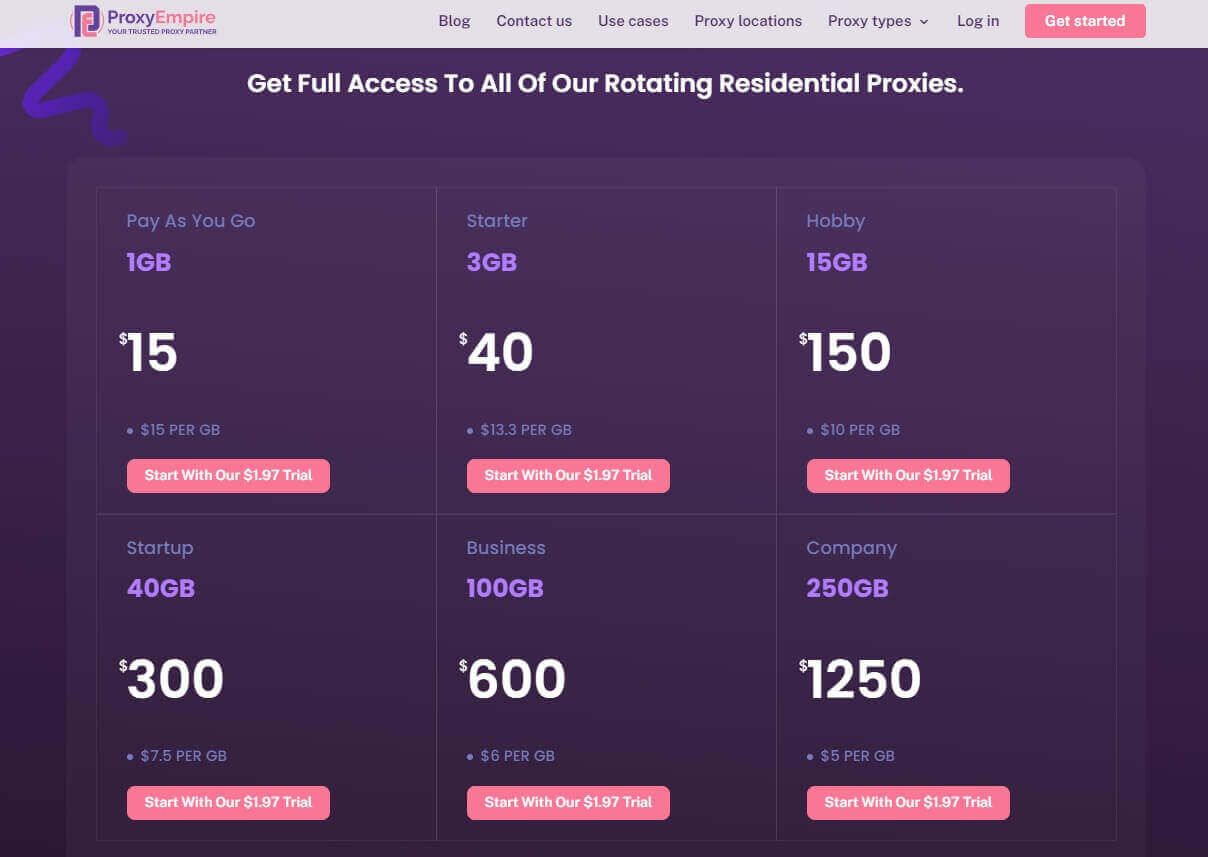 ProxyEmpire
YOUR TRUSTED PROXY PARTNER
Blog Contact us Use cases Proxy locations Proxy types Log in Get started
Get Full Access To All Of Our Rotating Residential Proxies.
Pay As You Go
1GB
$15
• $15 PER GB
Start With Our $1.97 Trial
Starter
3GB
$40
• $13.3 PER GB
Start With Our $1.97 Trial
Hobby
15GB
$150
• $10 PER GB
Start With Our $1.97 Trial
Startup
40GB
$300
• $7.5 PER GB
Start With Our $1.97 Trial
Business
100GB
$600
• $6 PER GB
Start With Our $1.97 Trial
Company
250GB
$1250
• $5 PER GB
Start With Our $1.97 Trial